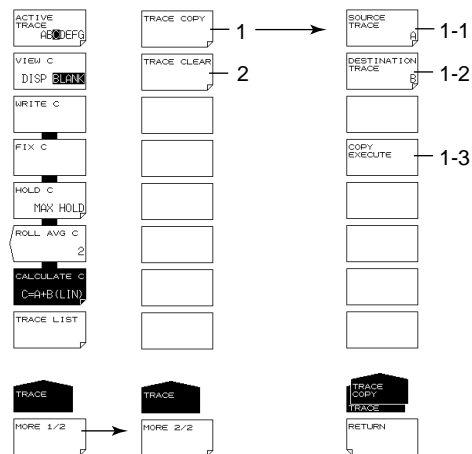 ACTIVE
TRACE
ABCDEFG
VIEW C
DISP BLANK
WRITE C
FIX C
HOLD C
MAX HOLD
ROLL AVG C
2
CALCULATE C
C=A+B(LIN)
TRACE LIST
TRACE
MORE 1/2
TRACE COPY
1
TRACE CLEAR
2
TRACE
MORE 2/2
SOURCE
TRACE
A
1-1
DESTINATION
TRACE
B
1-2
COPY
EXECUTE
1-3
TRACE
COPY
TRACE
RETURN